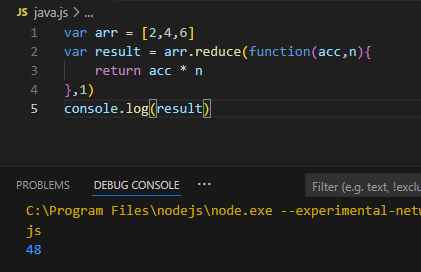 JS java.js > ...
1 var arr = [2,4,6]
2 var result = arr.reduce(function(acc,n){
3 return acc * n
4 },1)
5 console.log(result)
PROBLEMS DEBUG CONSOLE ... Filter (e.g. text, !exclu
C:\Program Files\nodejs\node.exe --experimental-netw
js
48